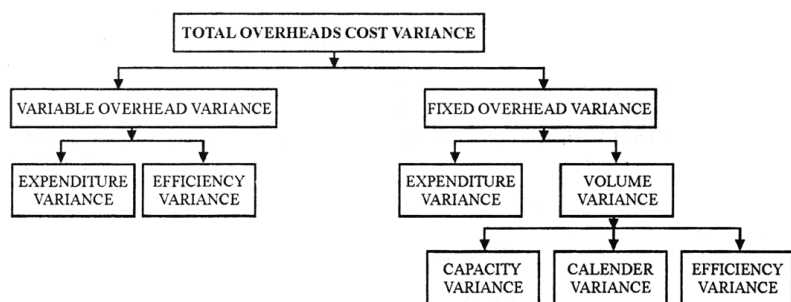 TOTAL OVERHEADS COST VARIANCE
VARIABLE OVERHEAD VARIANCE
FIXED OVERHEAD VARIANCE
EXPENDITURE
VARIANCE
EFFICIENCY
VARIANCE
EXPENDITURE
VARIANCE
VOLUME
VARIANCE
CAPACITY
VARIANCE
CALENDER
VARIANCE
EFFICIENCY
VARIANCE